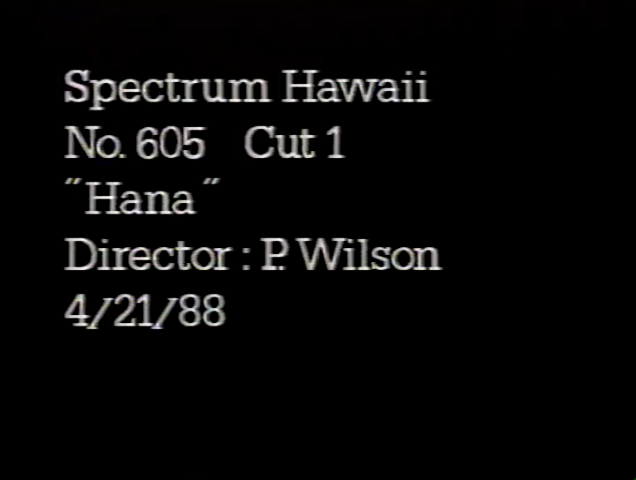 Spectrum Hawaii
No. 605 Cut 1
"Hana"
Director: P. Wilson
4/21/88